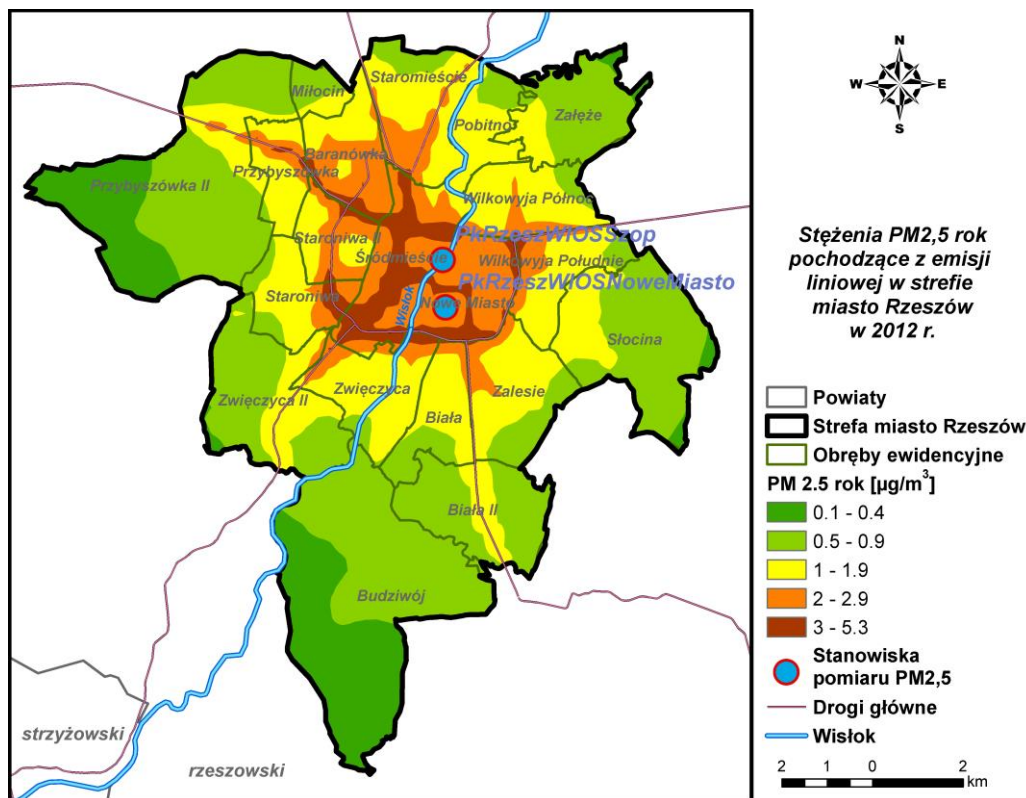 Staromieście
Miłocin
Załęże
Pobitno
Baranówka
Przybyszówka
Przybyszówka II
Wilkowyja Północ
PkRzeszWIOSSzop
Staroniwa II
Śródmieście
Wilkowyja Południe
PkRzeszWIOSNoweMiasto
Staroniwa
Nowe Miasto
Wisłok
Słocina
Zwięczyca
Zalesie
Zwięczyca II
Biała
Biała II
Budziwój
strzyżowski
rzeszowski
N
W E
S
Stężenia PM2,5 rok
pochodzące z emisji
liniowej w strefie
miasto Rzeszów
w 2012 r.
Powiaty
Strefa miasto Rzeszów
Obręby ewidencyjne
PM 2.5 rok [µg/m³]
0.1 - 0.4
0.5 - 0.9
1 - 1.9
2 - 2.9
3 - 5.3
Stanowiska
pomiaru PM2,5
Drogi główne
Wisłok
2 1 0 2
km